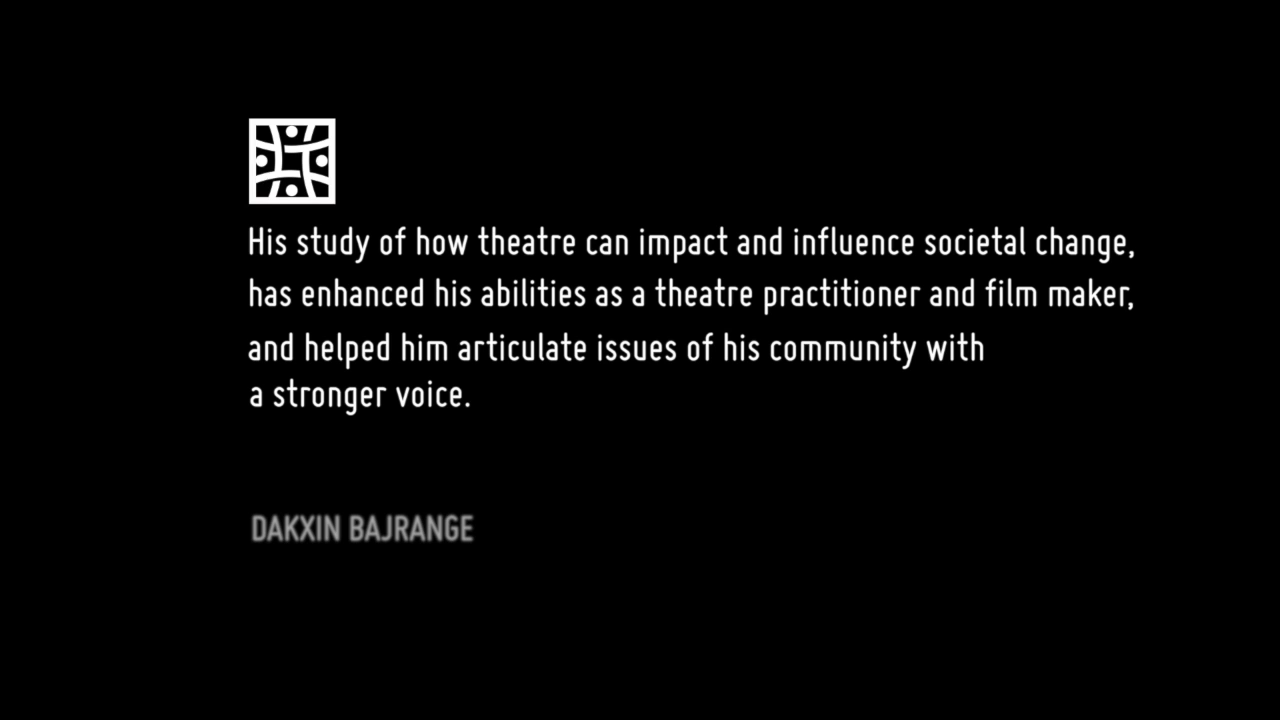 His study of how theatre can impact and influence societal change,
has enhanced his abilities as a theatre practitioner and film maker,
and helped him articulate issues of his community with
a stronger voice.
DAKXIN BAJRANGE